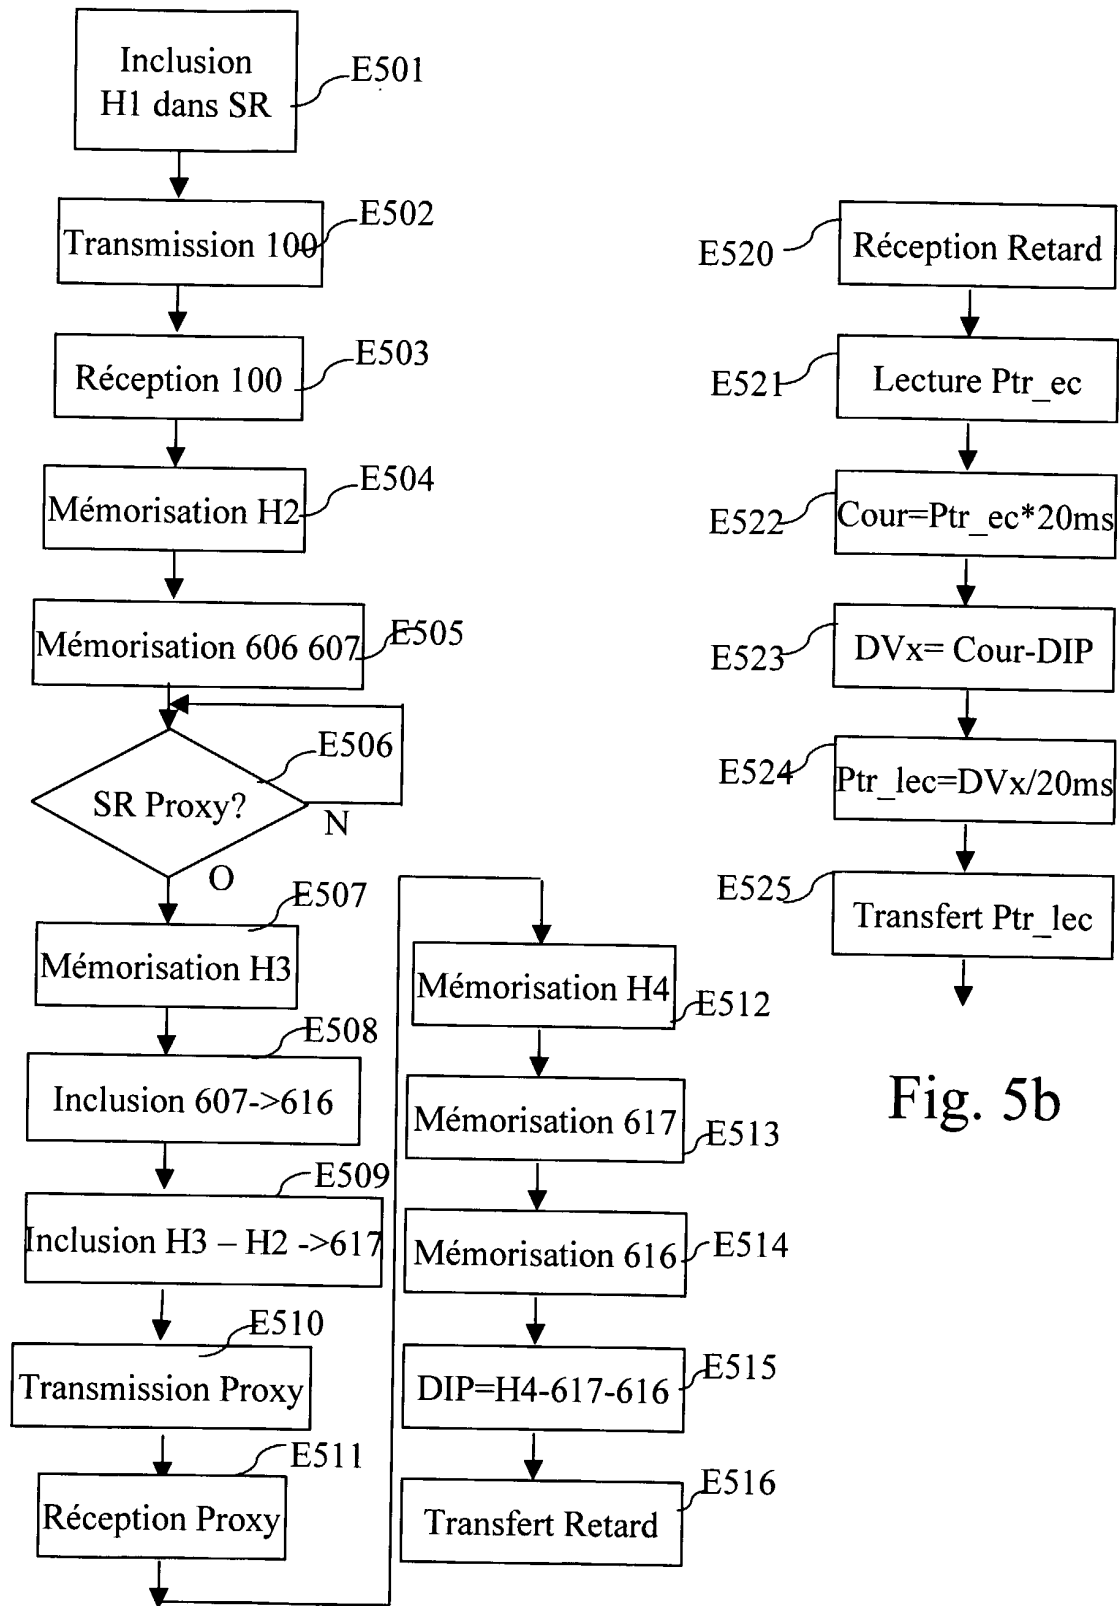 Inclusion
H1 dans SR
E501
Transmission 100
E502
Réception 100
E503
Mémorisation H2
E504
Mémorisation 606 607
E505
SR Proxy?
E506
N
O
Mémorisation H3
E507
Inclusion 607->616
E508
Inclusion H3 – H2 ->617
E509
Transmission Proxy
E510
Réception Proxy
E511
Mémorisation H4
E512
Mémorisation 617
E513
Mémorisation 616
E514
DIP=H4-617-616
E515
Transfert Retard
E516
E520
Réception Retard
E521
Lecture Ptr_ec
E522
Cour=Ptr_ec*20ms
E523
DVx= Cour-DIP
E524
Ptr_lec=DVx/20ms
E525
Transfert Ptr_lec
Fig. 5b